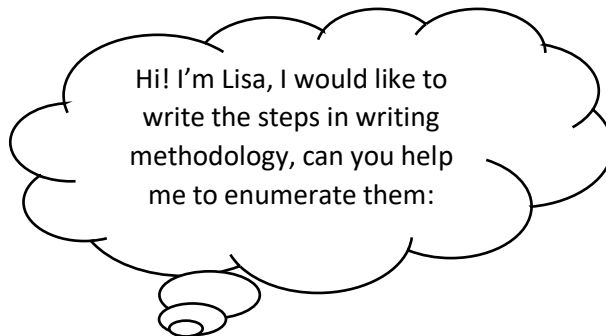 Hi! I’m Lisa, I would like to
write the steps in writing
methodology, can you help
me to enumerate them: